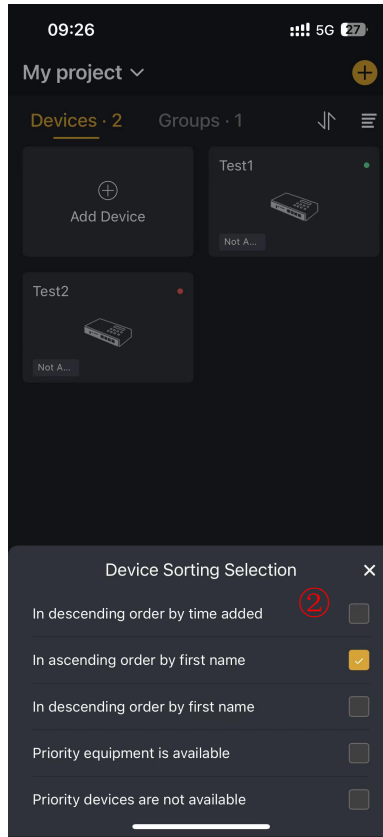 09:26
5G 27
My project
Devices · 2 Groups · 1
Add Device
Test1
Not A...
Test2
Not A...
Device Sorting Selection
②
In descending order by time added
In ascending order by first name
In descending order by first name
Priority equipment is available
Priority devices are not available